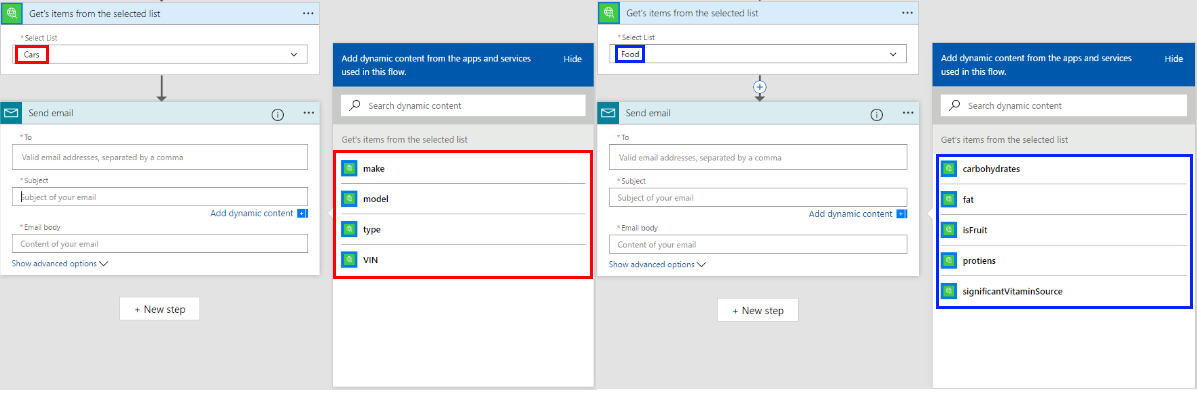 Get's items from the selected list
* Select List
Cars
Send email
* To
Valid email addresses, separated by a comma
* Subject
Subject of your email
Add dynamic content
* Email body
Content of your email
Show advanced options
+ New step
Add dynamic content from the apps and services
used in this flow.
Hide
Search dynamic content
Get's items from the selected list
make
model
type
VIN
Get's items from the selected list
* Select List
Food
Send email
* To
Valid email addresses, separated by a comma
* Subject
Subject of your email
Add dynamic content
* Email body
Content of your email
Show advanced options
+ New step
Add dynamic content from the apps and services
used in this flow.
Hide
Search dynamic content
Get's items from the selected list
carbohydrates
fat
isFruit
protiens
significantVitaminSource